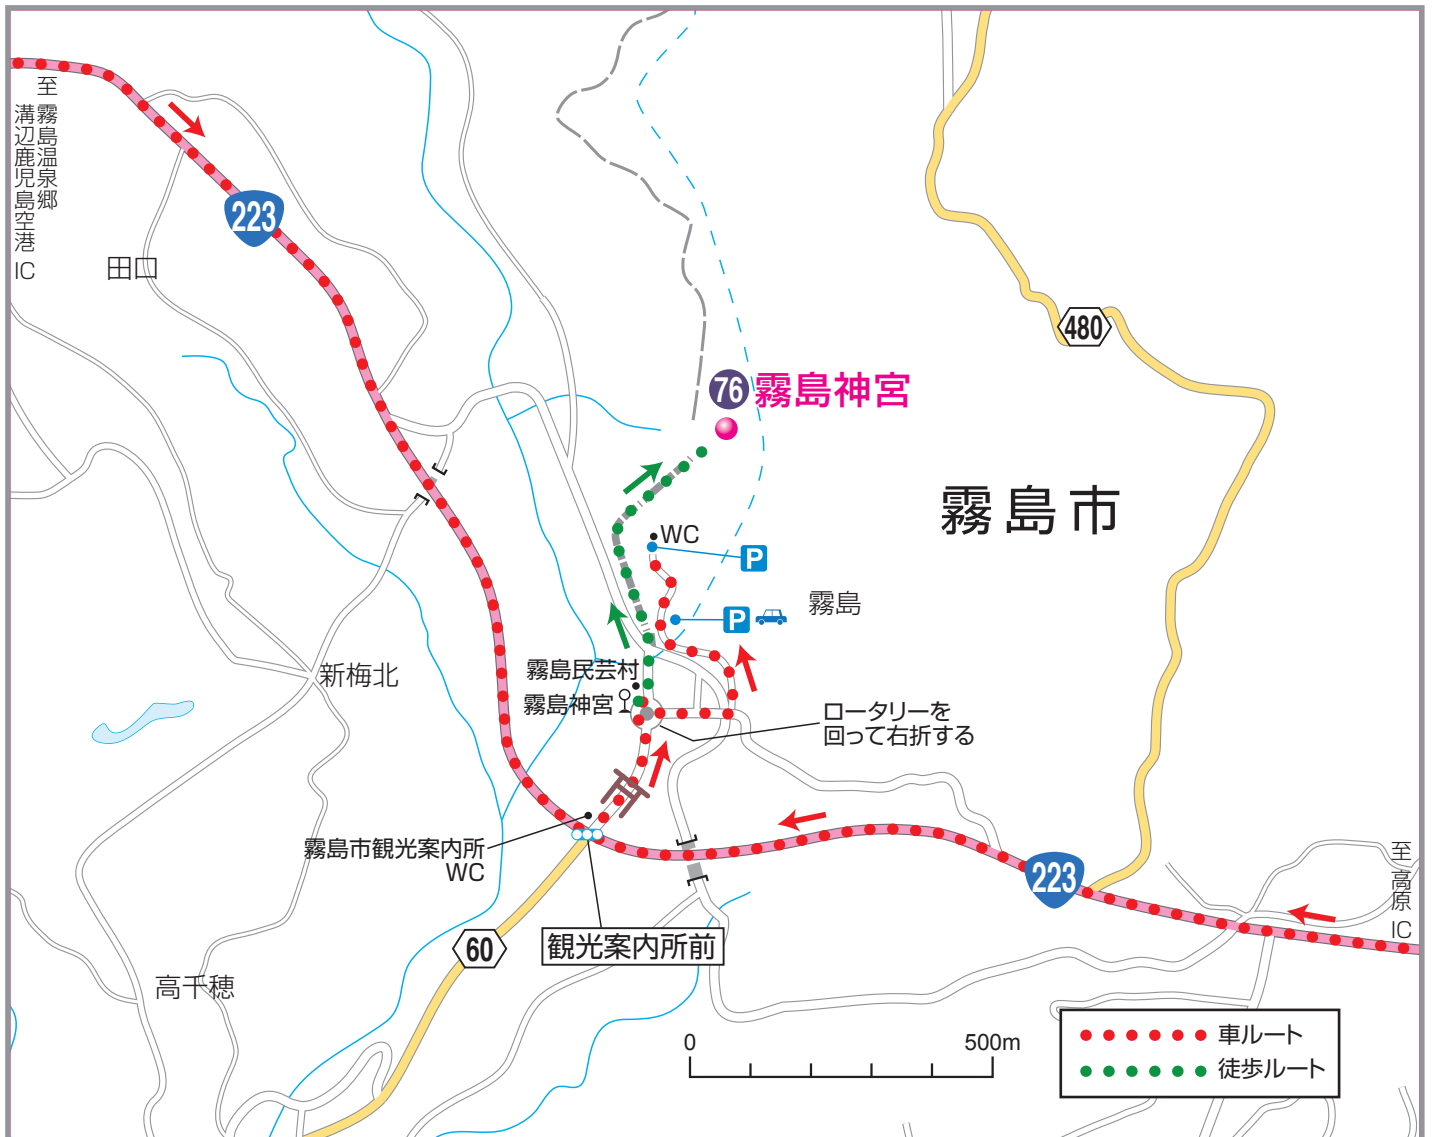 至 霧島温泉郷
溝辺鹿児島空港 IC
223
田口
480
76 霧島神宮
霧島市
WC
P
P
霧島
霧島民芸村
霧島神宮
新梅北
ロータリーを
回って右折する
霧島市観光案内所
WC
223
至 高原 IC
60
観光案内所前
高千穂
0 500m
車ルート
徒歩ルート